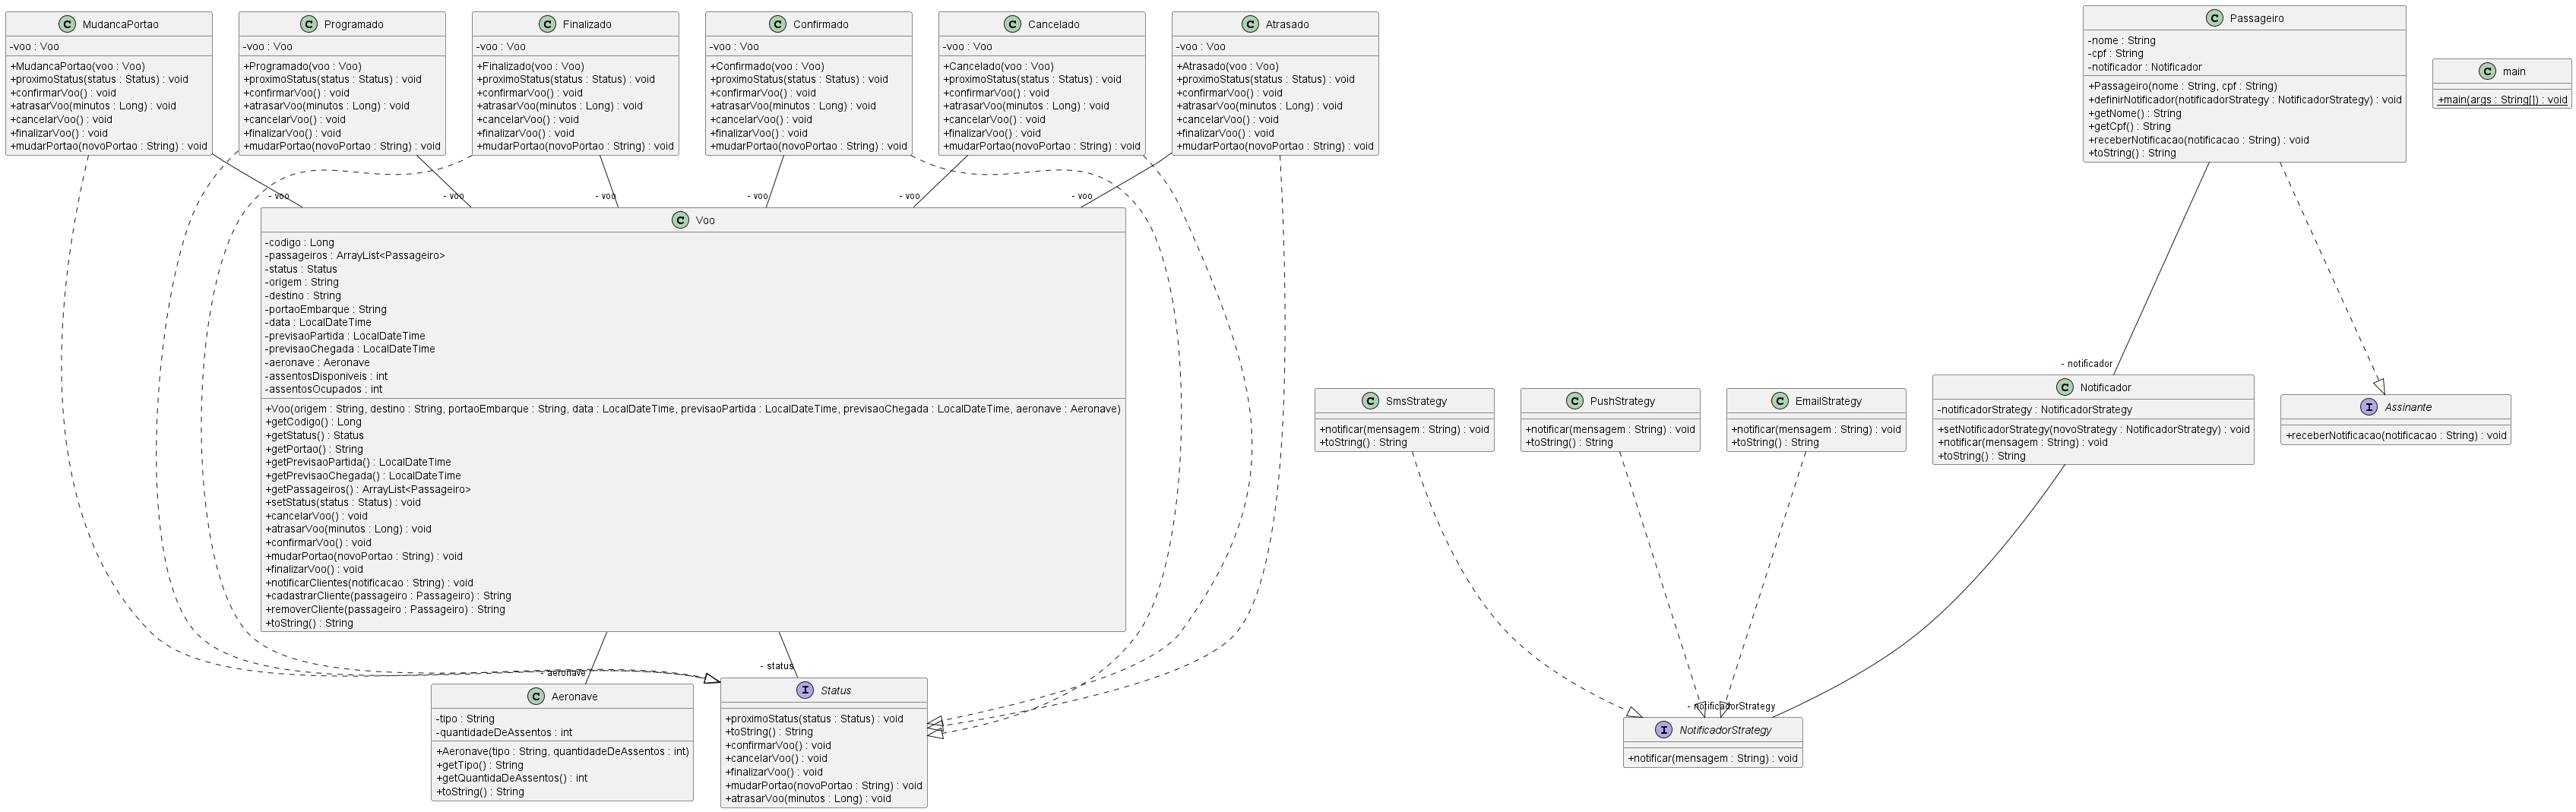 C MudancaPortao
-voo : Voo
+MudancaPortao(voo : Voo)
+proximoStatus(status : Status) : void
+confirmarVoo() : void
+atrasarVoo(minutos : Long) : void
+cancelarVoo() : void
+finalizarVoo() : void
+mudarPortao(novoPortao : String) : void
C Programado
-voo : Voo
+Programado(voo : Voo)
+proximoStatus(status : Status) : void
+confirmarVoo() : void
+atrasarVoo(minutos : Long) : void
+cancelarVoo() : void
+finalizarVoo() : void
+mudarPortao(novoPortao : String) : void
C Finalizado
-voo : Voo
+Finalizado(voo : Voo)
+proximoStatus(status : Status) : void
+confirmarVoo() : void
+atrasarVoo(minutos : Long) : void
+cancelarVoo() : void
+finalizarVoo() : void
+mudarPortao(novoPortao : String) : void
C Confirmado
-voo : Voo
+Confirmado(voo : Voo)
+proximoStatus(status : Status) : void
+confirmarVoo() : void
+atrasarVoo(minutos : Long) : void
+cancelarVoo() : void
+finalizarVoo() : void
+mudarPortao(novoPortao : String) : void
C Cancelado
-voo : Voo
+Cancelado(voo : Voo)
+proximoStatus(status : Status) : void
+confirmarVoo() : void
+atrasarVoo(minutos : Long) : void
+cancelarVoo() : void
+finalizarVoo() : void
+mudarPortao(novoPortao : String) : void
C Atrasado
-voo : Voo
+Atrasado(voo : Voo)
+proximoStatus(status : Status) : void
+confirmarVoo() : void
+atrasarVoo(minutos : Long) : void
+cancelarVoo() : void
+finalizarVoo() : void
+mudarPortao(novoPortao : String) : void
C Passageiro
-nome : String
-cpf : String
-notificador : Notificador
+Passageiro(nome : String, cpf : String)
+definirNotificador(notificadorStrategy : NotificadorStrategy) : void
+getNome() : String
+getCpf() : String
+receberNotificacao(notificacao : String) : void
+toString() : String
C main
+main(args : String[]) : void
- voo
- voo
- voo
- voo
- voo
- voo
C Voo
-codigo : Long
-passageiros : ArrayList<Passageiro>
-status : Status
-origem : String
-destino : String
-portaoEmbarque : String
-data : LocalDateTime
-previsaoPartida : LocalDateTime
-previsaoChegada : LocalDateTime
-aeronave : Aeronave
-assentosDisponiveis : int
-assentosOcupados : int
+Voo(origem : String, destino : String, portaoEmbarque : String, data : LocalDateTime, previsaoPartida : LocalDateTime, previsaoChegada : LocalDateTime, aeronave : Aeronave)
+getCodigo() : Long
+getStatus() : Status
+getPortao() : String
+getPrevisaoPartida() : LocalDateTime
+getPrevisaoChegada() : LocalDateTime
+getPassageiros() : ArrayList<Passageiro>
+setStatus(status : Status) : void
+cancelarVoo() : void
+atrasarVoo(minutos : Long) : void
+confirmarVoo() : void
+mudarPortao(novoPortao : String) : void
+finalizarVoo() : void
+notificarClientes(notificacao : String) : void
+cadastrarCliente(passageiro : Passageiro) : String
+removerCliente(passageiro : Passageiro) : String
+toString() : String
C SmsStrategy
+notificar(mensagem : String) : void
+toString() : String
C PushStrategy
+notificar(mensagem : String) : void
+toString() : String
C EmailStrategy
+notificar(mensagem : String) : void
+toString() : String
- notificador
C Notificador
-notificadorStrategy : NotificadorStrategy
+setNotificadorStrategy(novoStrategy : NotificadorStrategy) : void
+notificar(mensagem : String) : void
+toString() : String
I Assinante
+receberNotificacao(notificacao : String) : void
- aeronave
- status
C Aeronave
-tipo : String
-quantidadeDeAssentos : int
+Aeronave(tipo : String, quantidadeDeAssentos : int)
+getTipo() : String
+getQuantidaDeAssentos() : int
+toString() : String
I Status
+proximoStatus(status : Status) : void
+toString() : String
+confirmarVoo() : void
+cancelarVoo() : void
+finalizarVoo() : void
+mudarPortao(novoPortao : String) : void
+atrasarVoo(minutos : Long) : void
- notificadorStrategy
I NotificadorStrategy
+notificar(mensagem : String) : void